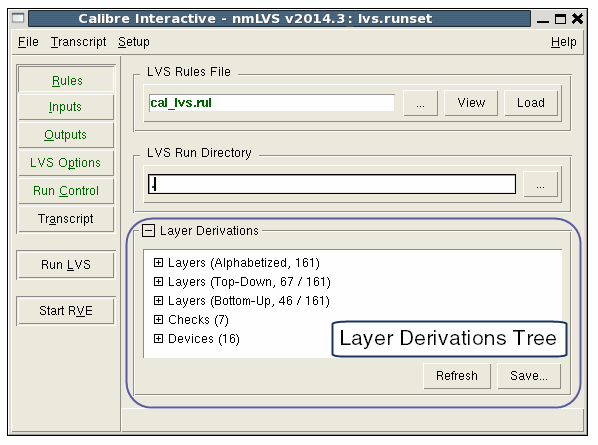 Calibre Interactive - nmLVS v2014.3 : lvs.runset
File Transcript Setup Help
Rules
Inputs
Outputs
LVS Options
Run Control
Transcript
Run LVS
Start RVE
LVS Rules File
cal_lvs.rul ... View Load
LVS Run Directory
. ...
Layer Derivations
Layers (Alphabetized, 161)
Layers (Top-Down, 67 / 161)
Layers (Bottom-Up, 46 / 161)
Checks (7)
Devices (16)
Layer Derivations Tree
Refresh Save...